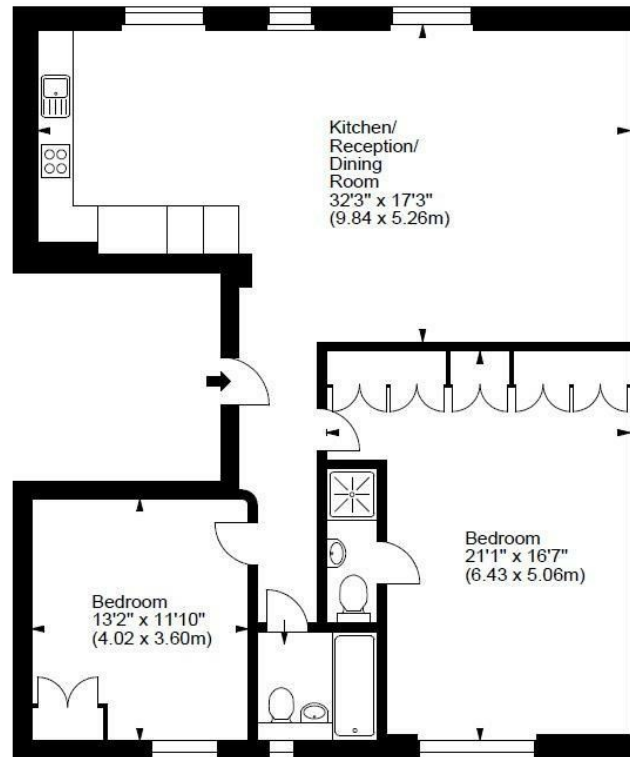 Kitchen/
Reception/
Dining
Room
32'3" x 17'3"
(9.84 x 5.26m)
Bedroom
21'1" x 16'7"
(6.43 x 5.06m)
Bedroom
13'2" x 11'10"
(4.02 x 3.60m)